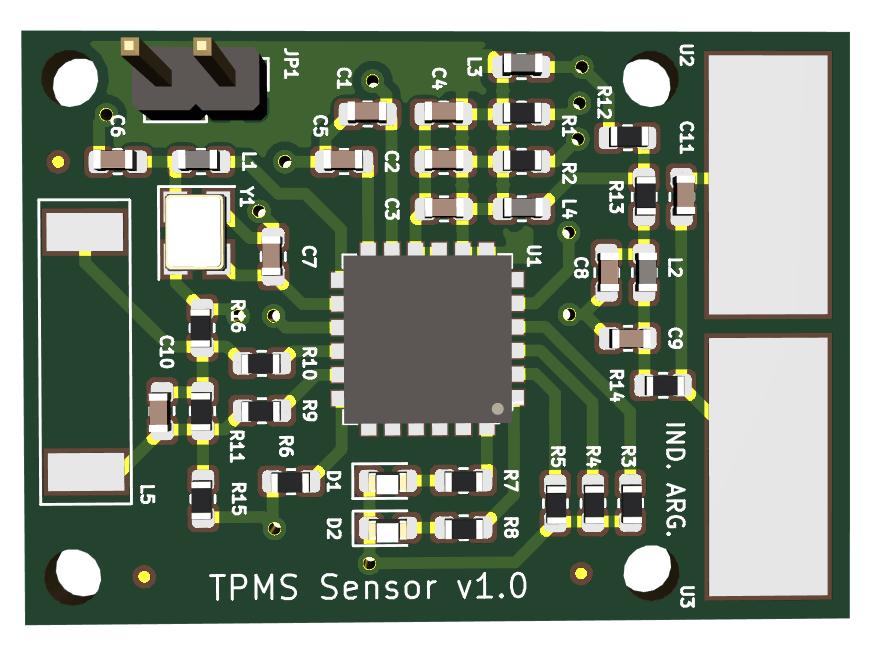 JP1
U2
C1
C4
L3
R12
C6
C5
R1
C11
L1
C2
R2
R13
Y1
C3
L4
C7
U1
C8
L2
R16
C10
R10
C9
R14
R9
R11
R6
IND. ARG.
L5
R15
D1
R7
R5
R4
R3
D2
R8
TPMS Sensor v1.0
U3